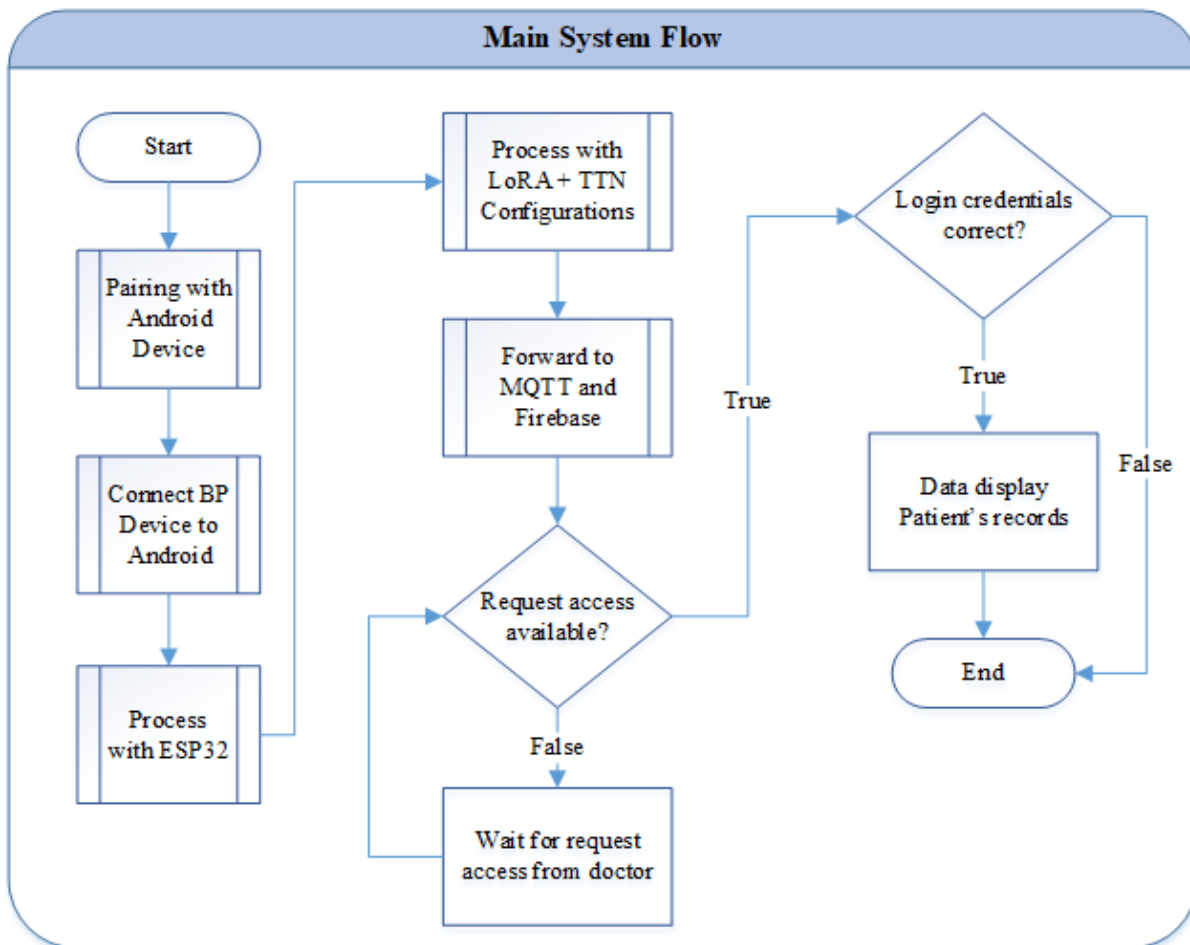 Main System Flow
Start
Pairing with
Android
Device
Connect BP
Device to
Android
Process
with ESP32
Process with
LoRA + TTN
Configurations
Forward to
MQTT and
Firebase
Request access
available?
False
Wait for request
access from doctor
True
Login credentials
correct?
True
False
Data display
Patient's records
End